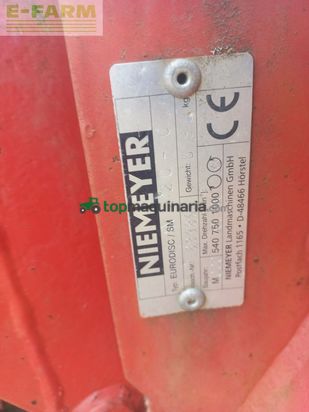 E-FARM
topmaquinaria
NIEMEYER
Typ: EURODISC / SM
Gewicht: kg
Baujahr: Max. Drehzahl
M 540 750 1000
NIEMEYER Landmaschinen GmbH
Postfach 1165 • D-48466 Hörstel
CE